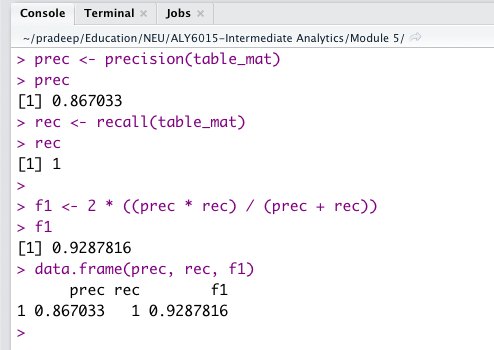 Console Terminal × Jobs ×
~/pradeep/Education/NEU/ALY6015-Intermediate Analytics/Module 5/
> prec <- precision(table_mat)
> prec
[1] 0.867033
> rec <- recall(table_mat)
> rec
[1] 1
>
> f1 <- 2 * ((prec * rec) / (prec + rec))
> f1
[1] 0.9287816
> data.frame(prec, rec, f1)
      prec rec        f1
1 0.867033   1 0.9287816
>